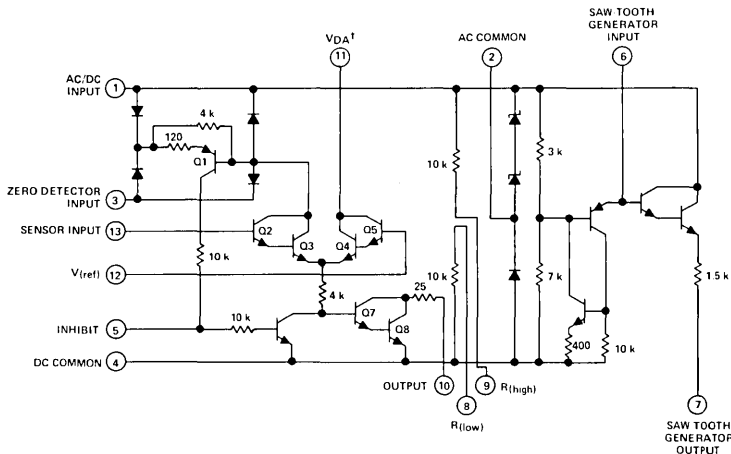 SAW-TOOTH
GENERATOR
INPUT
6
VDA†
11
AC COMMON
2
AC/DC
INPUT
1
4 k
120
Q1
10 k
3 k
ZERO DETECTOR
INPUT
3
SENSOR INPUT
13
Q2
Q3
Q4
Q5
V(ref)
12
10 k
10 k
7 k
1.5 k
4 k
25
INHIBIT
5
10 k
Q7
Q8
400
10 k
DC COMMON
4
OUTPUT
10
9
R(high)
8
R(low)
7
SAW TOOTH
GENERATOR
OUTPUT